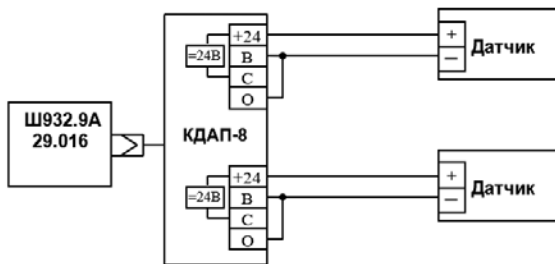 +24
=24В
В
С
О
+
–
Датчик
Ш932.9А
29.016
КДАП-8
+24
=24В
В
С
О
+
–
Датчик